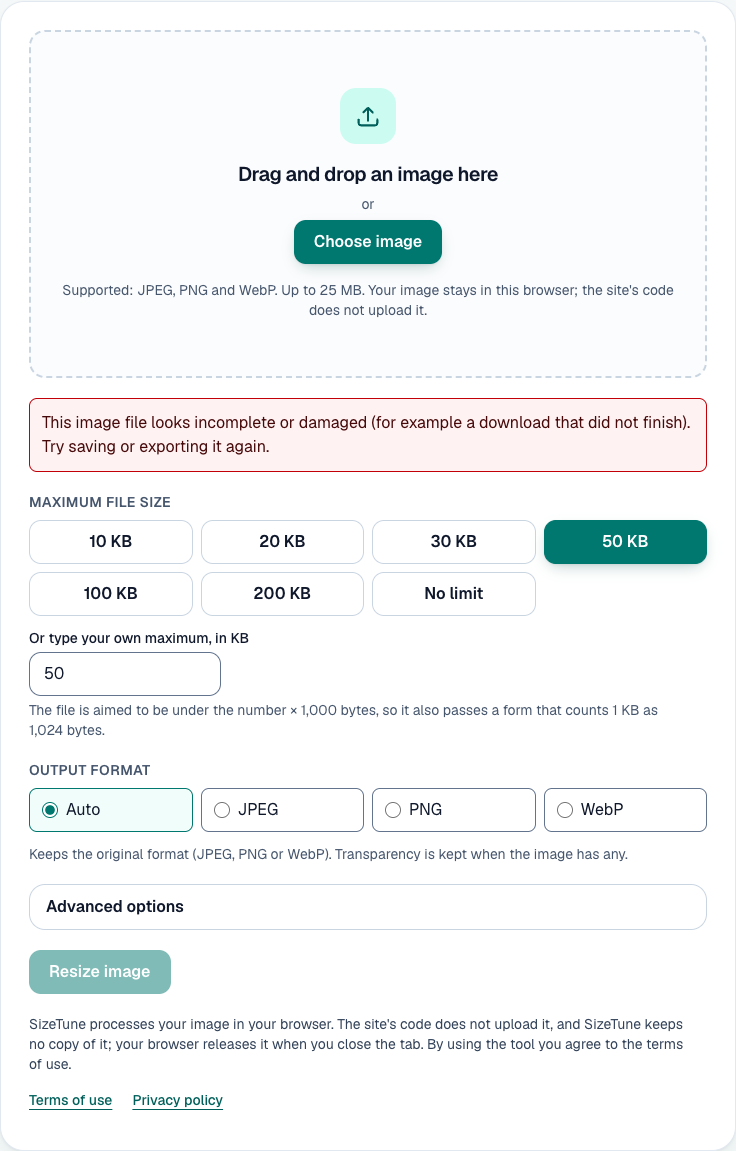 Drag and drop an image here
or
Choose image
Supported: JPEG, PNG and WebP. Up to 25 MB. Your image stays in this browser; the site's code
does not upload it.
This image file looks incomplete or damaged (for example a download that did not finish).
Try saving or exporting it again.
MAXIMUM FILE SIZE
10 KB
20 KB
30 KB
50 KB
100 KB
200 KB
No limit
Or type your own maximum, in KB
50
The file is aimed to be under the number × 1,000 bytes, so it also passes a form that counts 1 KB as
1,024 bytes.
OUTPUT FORMAT
Auto
JPEG
PNG
WebP
Keeps the original format (JPEG, PNG or WebP). Transparency is kept when the image has any.
Advanced options
Resize image
SizeTune processes your image in your browser. The site's code does not upload it, and SizeTune keeps
no copy of it; your browser releases it when you close the tab. By using the tool you agree to the terms
of use.
Terms of use
Privacy policy